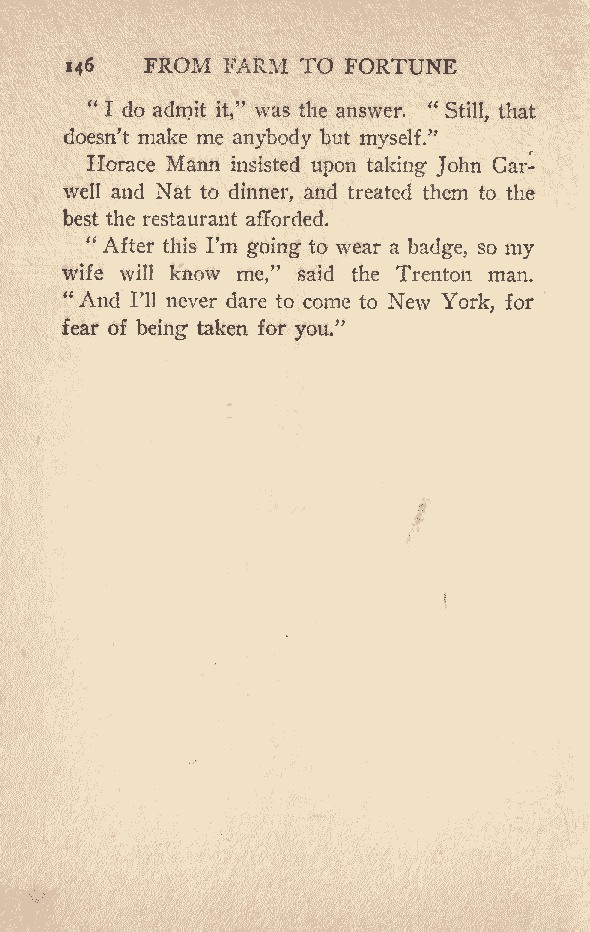 146 FROM FARM TO FORTUNE
“I do admit it,” was the answer. “Still, that
doesn’t make me anybody but myself.”
Horace Mann insisted upon taking John Gar-
well and Nat to dinner, and treated them to the
best the restaurant afforded.
“After this I’m going to wear a badge, so my
wife will know me,” said the Trenton man.
“And I’ll never dare to come to New York, for
fear of being taken for you.”